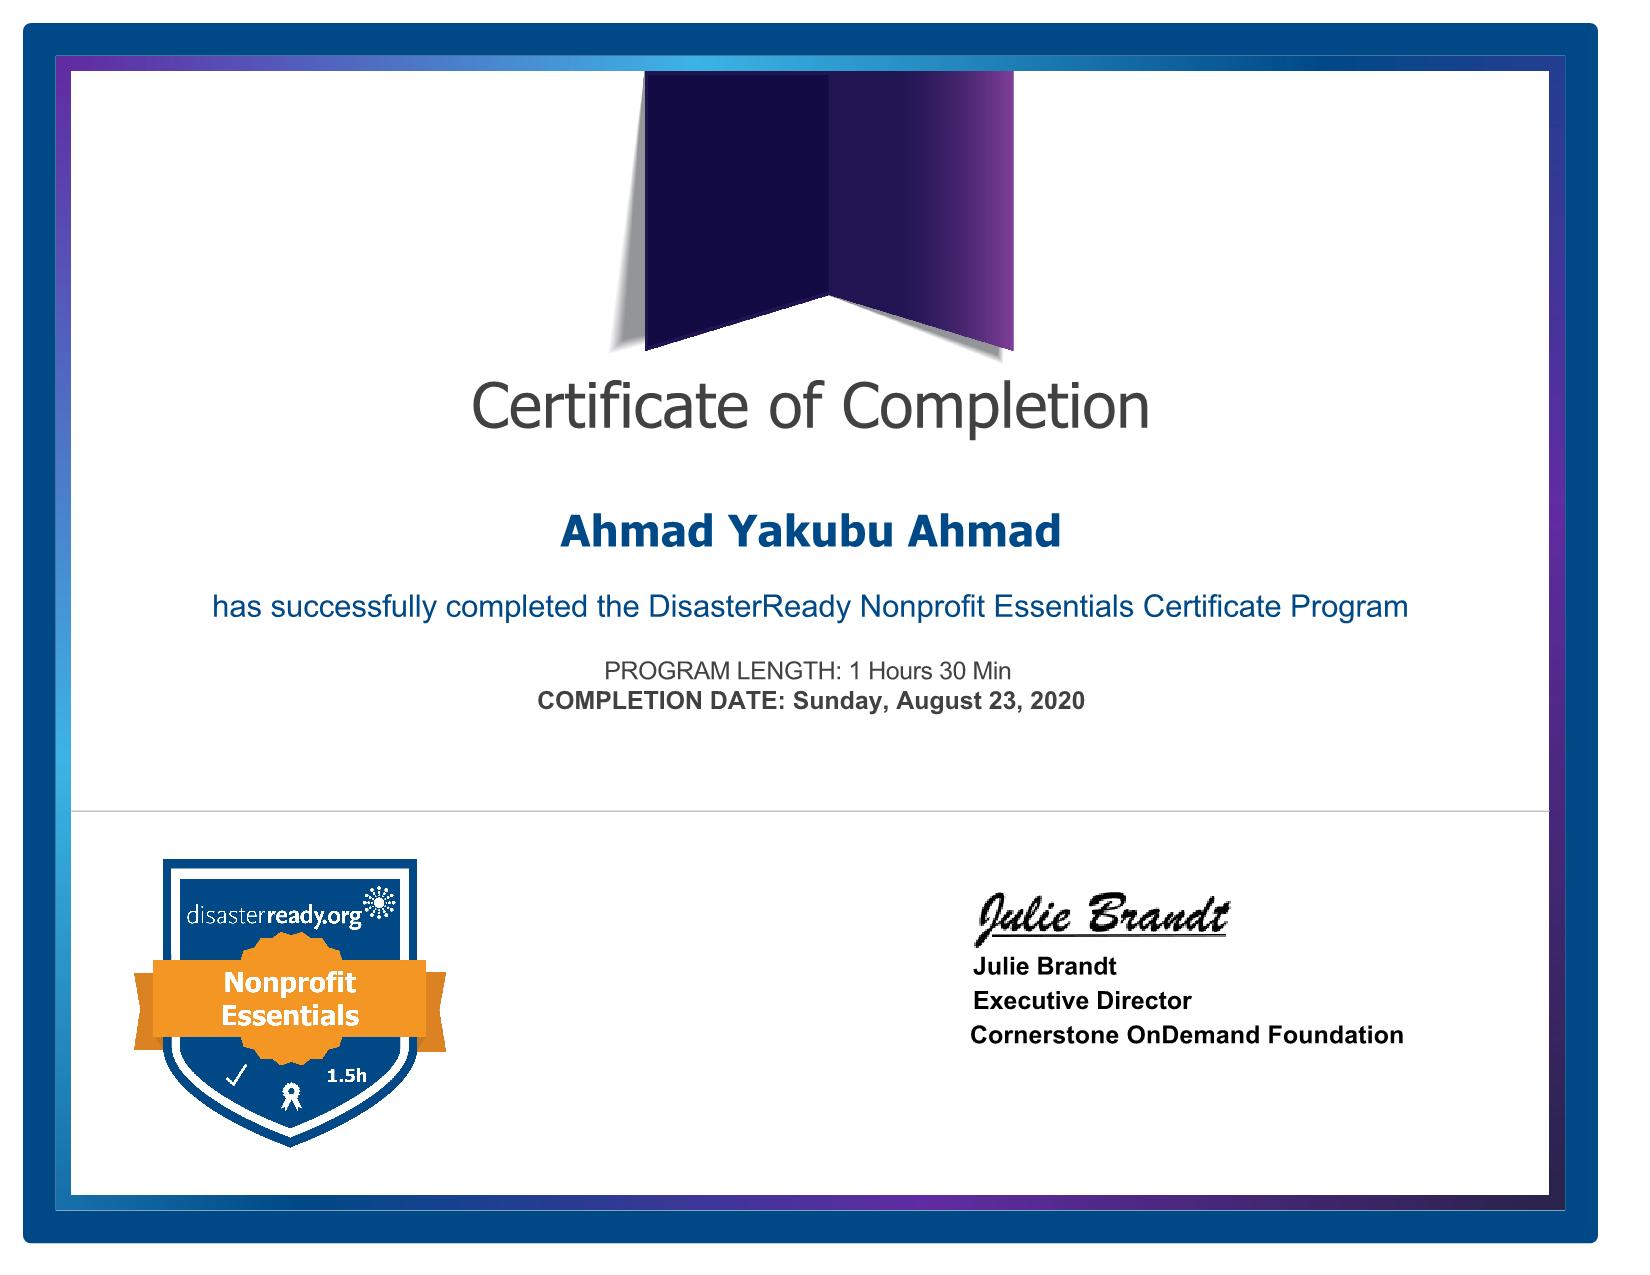 Certificate of Completion
Ahmad Yakubu Ahmad
has successfully completed the DisasterReady Nonprofit Essentials Certificate Program
PROGRAM LENGTH: 1 Hours 30 Min
COMPLETION DATE: Sunday, August 23, 2020
disasterready.org
Nonprofit
Essentials
1.5h
Julie Brandt
Julie Brandt
Executive Director
Cornerstone OnDemand Foundation